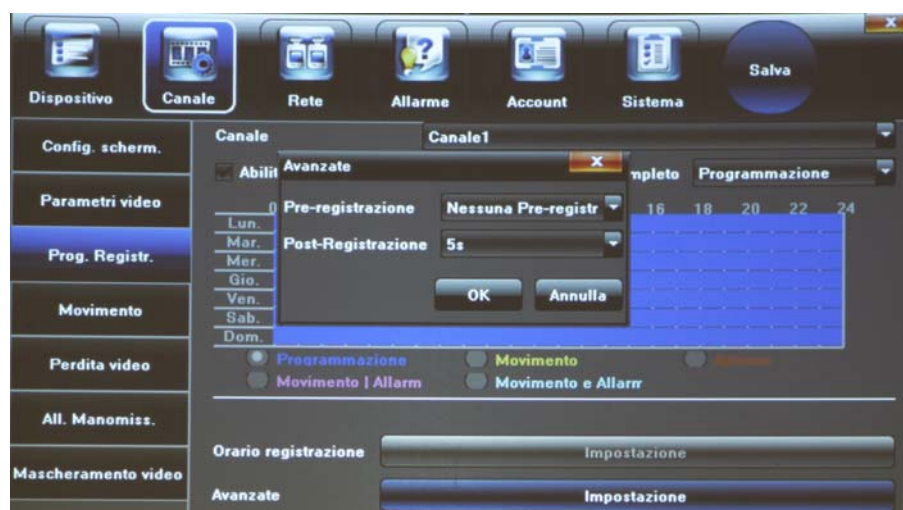 Dispositivo Canale Rete Allarme Account Sistema Salva
Config. scherm.
Parametri video
Prog. Registr.
Movimento
Perdita video
All. Manomiss.
Mascheramento video
Canale Canale1
Abilit mpleto Programmazione
0 16 18 20 22 24
Lun.
Mar.
Mer.
Gio.
Ven.
Sab.
Dom.
Avanzate
Pre-registrazione Nessuna Pre-registr
Post-Registrazione 5s
OK Annulla
Programmazione Movimento
Movimento | Allarm Movimento e Allarr
Orario registrazione Impostazione
Avanzate Impostazione